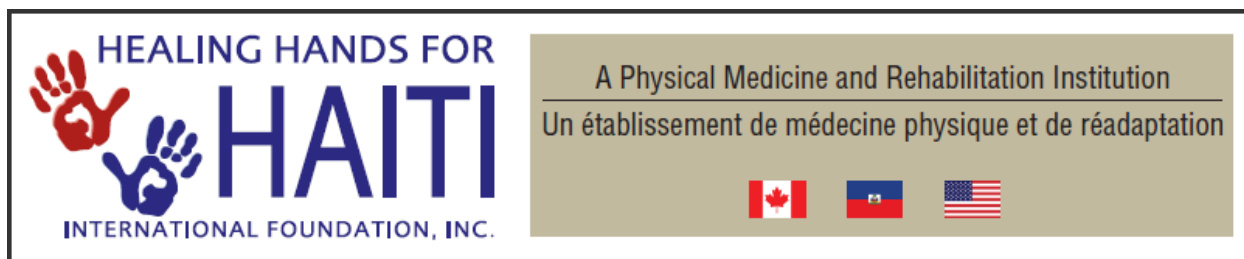 HEALING HANDS FOR
HAITI
INTERNATIONAL FOUNDATION, INC.
A Physical Medicine and Rehabilitation Institution
Un établissement de médecine physique et de réadaptation